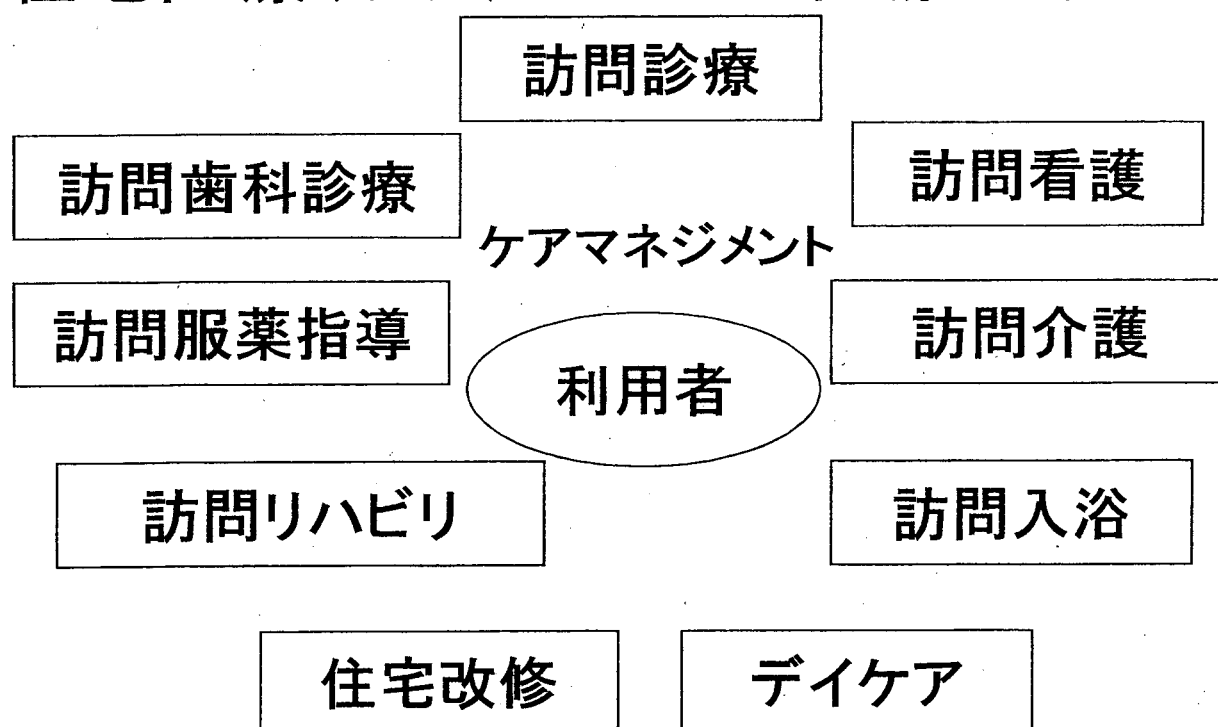 訪問診療
訪問歯科診療
訪問看護
ケアマネジメント
訪問服薬指導
訪問介護
利用者
訪問リハビリ
訪問入浴
住宅改修
デイケア